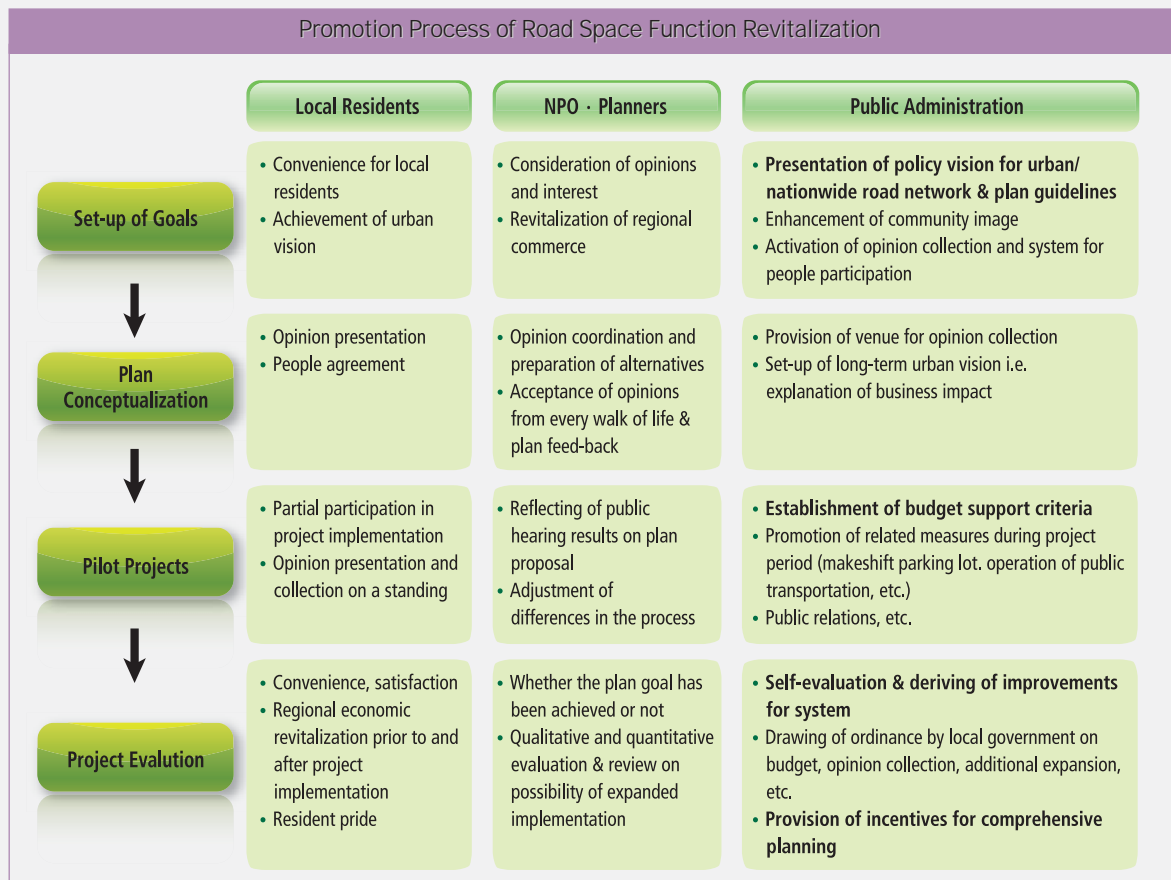 Promotion Process of Road Space Function Revitalization
Local Residents
NPO · Planners
Public Administration
Set-up of Goals
• Convenience for local
residents
• Achievement of urban
vision
• Consideration of opinions
and interest
• Revitalization of regional
commerce
• Presentation of policy vision for urban/
nationwide road network & plan guidelines
• Enhancement of community image
• Activation of opinion collection and system for
people participation
Plan
Conceptualization
• Opinion presentation
• People agreement
• Opinion coordination and
preparation of alternatives
• Acceptance of opinions
from every walk of life &
plan feed-back
• Provision of venue for opinion collection
• Set-up of long-term urban vision i.e.
explanation of business impact
Pilot Projects
• Partial participation in
project implementation
• Opinion presentation and
collection on a standing
• Reflecting of public
hearing results on plan
proposal
• Adjustment of
differences in the process
• Establishment of budget support criteria
• Promotion of related measures during project
period (makeshift parking lot. operation of public
transportation, etc.)
• Public relations, etc.
Project Evalution
• Convenience, satisfaction
• Regional economic
revitalization prior to and
after project
implementation
• Resident pride
• Whether the plan goal has
been achieved or not
• Qualitative and quantitative
evaluation & review on
possibility of expanded
implementation
• Self-evaluation & deriving of improvements
for system
• Drawing of ordinance by local government on
budget, opinion collection, additional expansion,
etc.
• Provision of incentives for comprehensive
planning